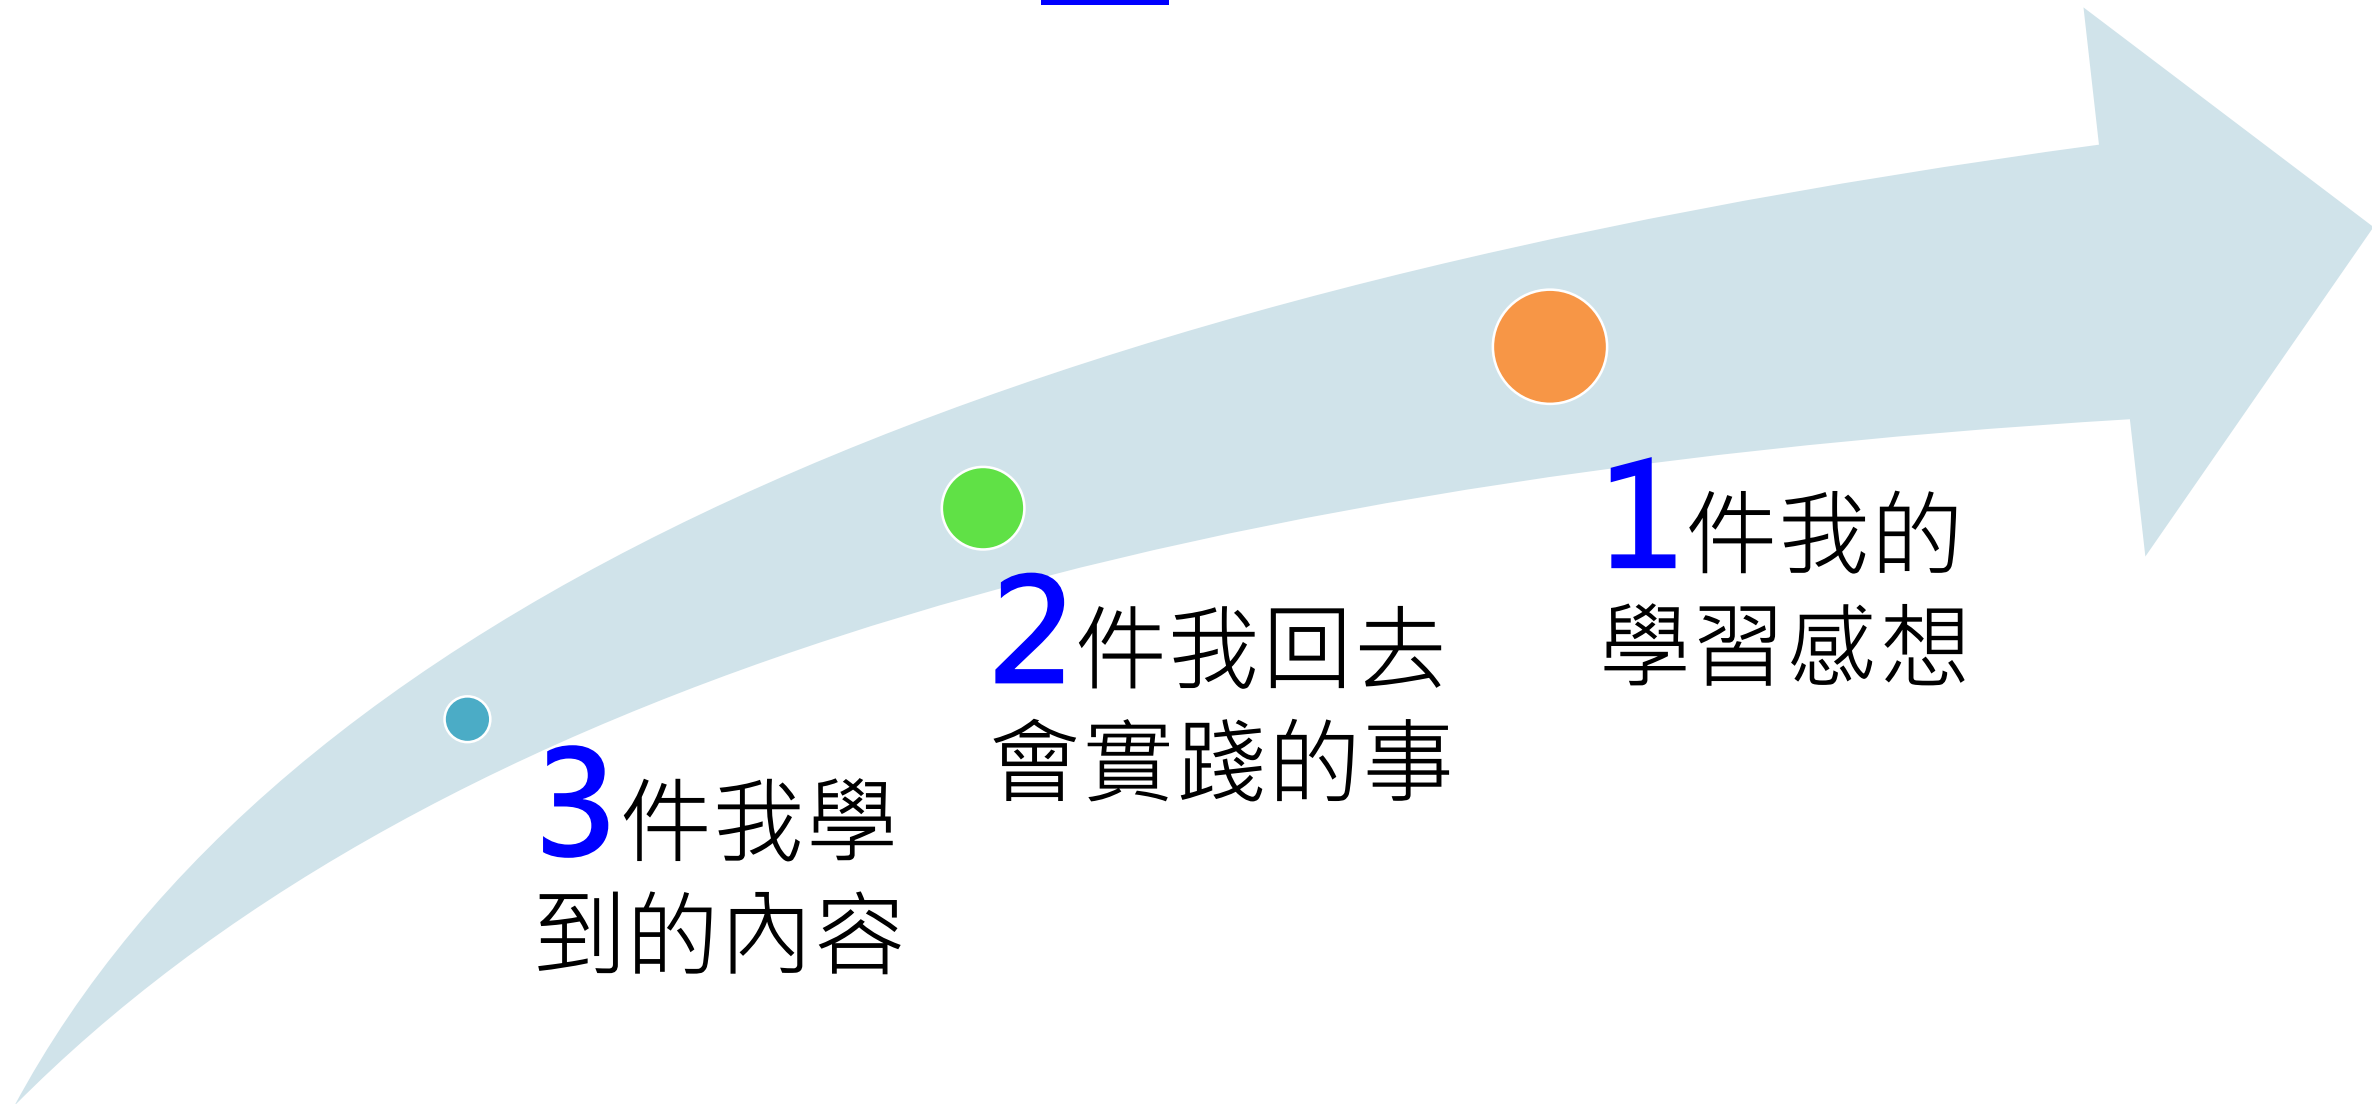 3件我學
到的內容
2件我回去
會實踐的事
1件我的
學習感想